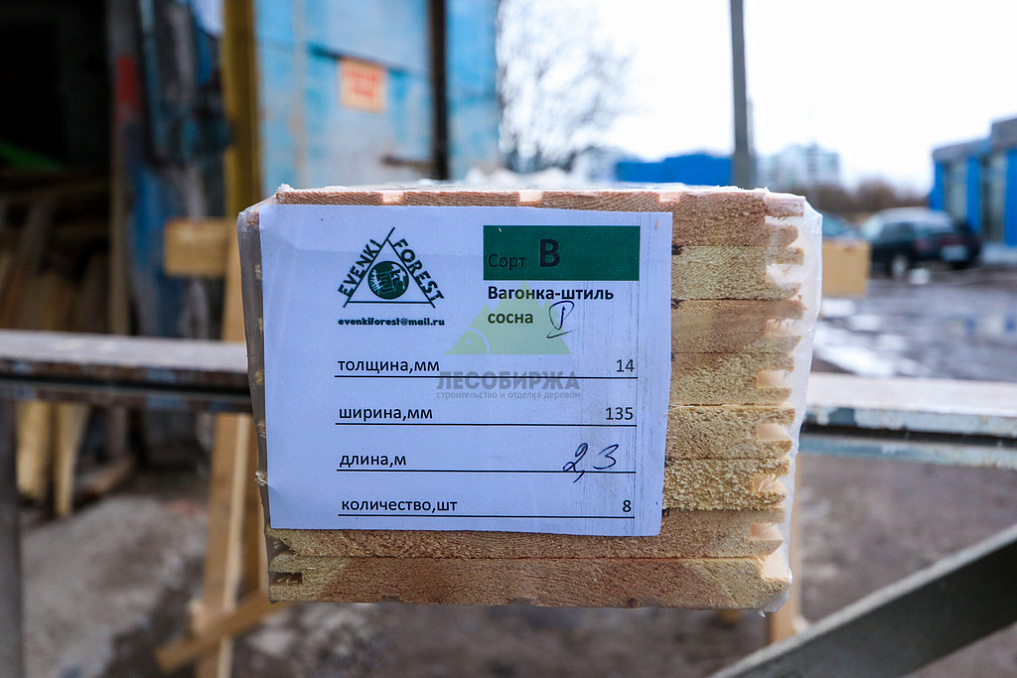 EVENKI FOREST
evenkiforest@mail.ru
Сорт B
Вагонка-штиль
сосна I
толщина,мм 14
ЛЕСОБИРЖА
строительство и отделка деревом
ширина,мм 135
длина,м 2,3
количество,шт 8